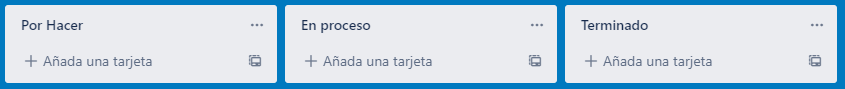 Por Hacer
+ Añada una tarjeta
En proceso
+ Añada una tarjeta
Terminado
+ Añada una tarjeta